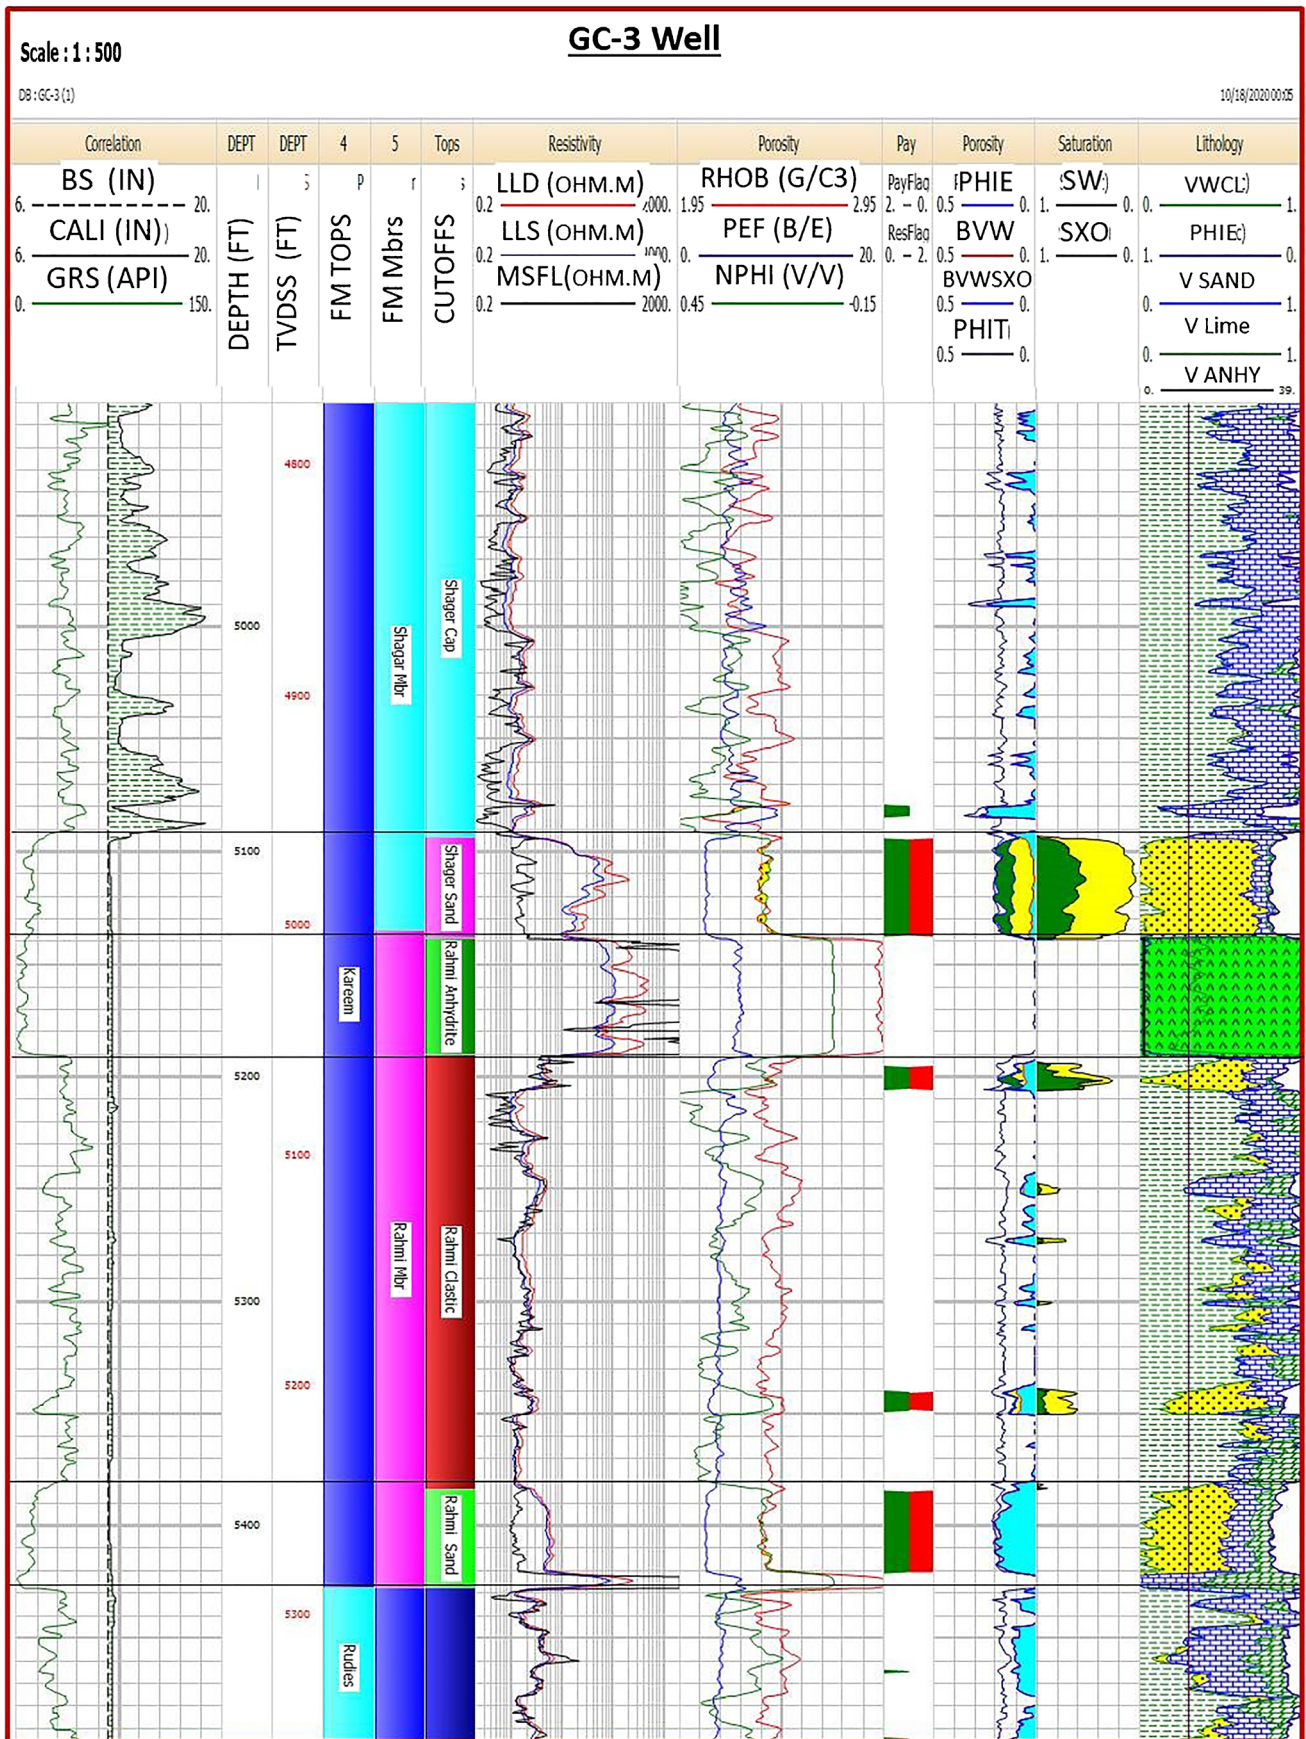 GC-3 Well
Scale : 1 : 500
DB : GC-3 (1)
10/18/2020 00:05
Correlation DEPT DEPT 4 5 Tops Resistivity Porosity Pay Porosity Saturation Lithology
BS (IN)
6. 20.
CALI (IN)
6. 20.
GRS (API)
0. 150.
DEPTH (FT)
TVDSS (FT)
FM TOPS
FM Mbrs
CUTOFFS
LLD (OHM.M)
0.2 2000.
LLS (OHM.M)
0.2
MSFL(OHM.M)
0.2 2000.
RHOB (G/C3)
1.95 2.95
PEF (B/E)
0. 20.
NPHI (V/V)
0.45 -0.15
PayFlag
2. 0.
ResFlag
0. 2.
PHIE
0.5 0.
BVW
0.5 0.
BVWSXO
0.5 0.
PHIT
0.5 0.
SW
1. 0.
SXO
1. 0.
VWCL
0. 1.
PHIE
1. 0.
V SAND
0. 1.
V Lime
0. 1.
V ANHY
0. 39.
4800
Shager Cap
5000
Shagar Mbr
4900
5100
Shager Sand
5000
Kareem
Rahmi Anhydrite
5200
5100
Rahmi Mbr
Rahmi Clastic
5300
5200
5400
Rahmi Sand
5300
Rudies